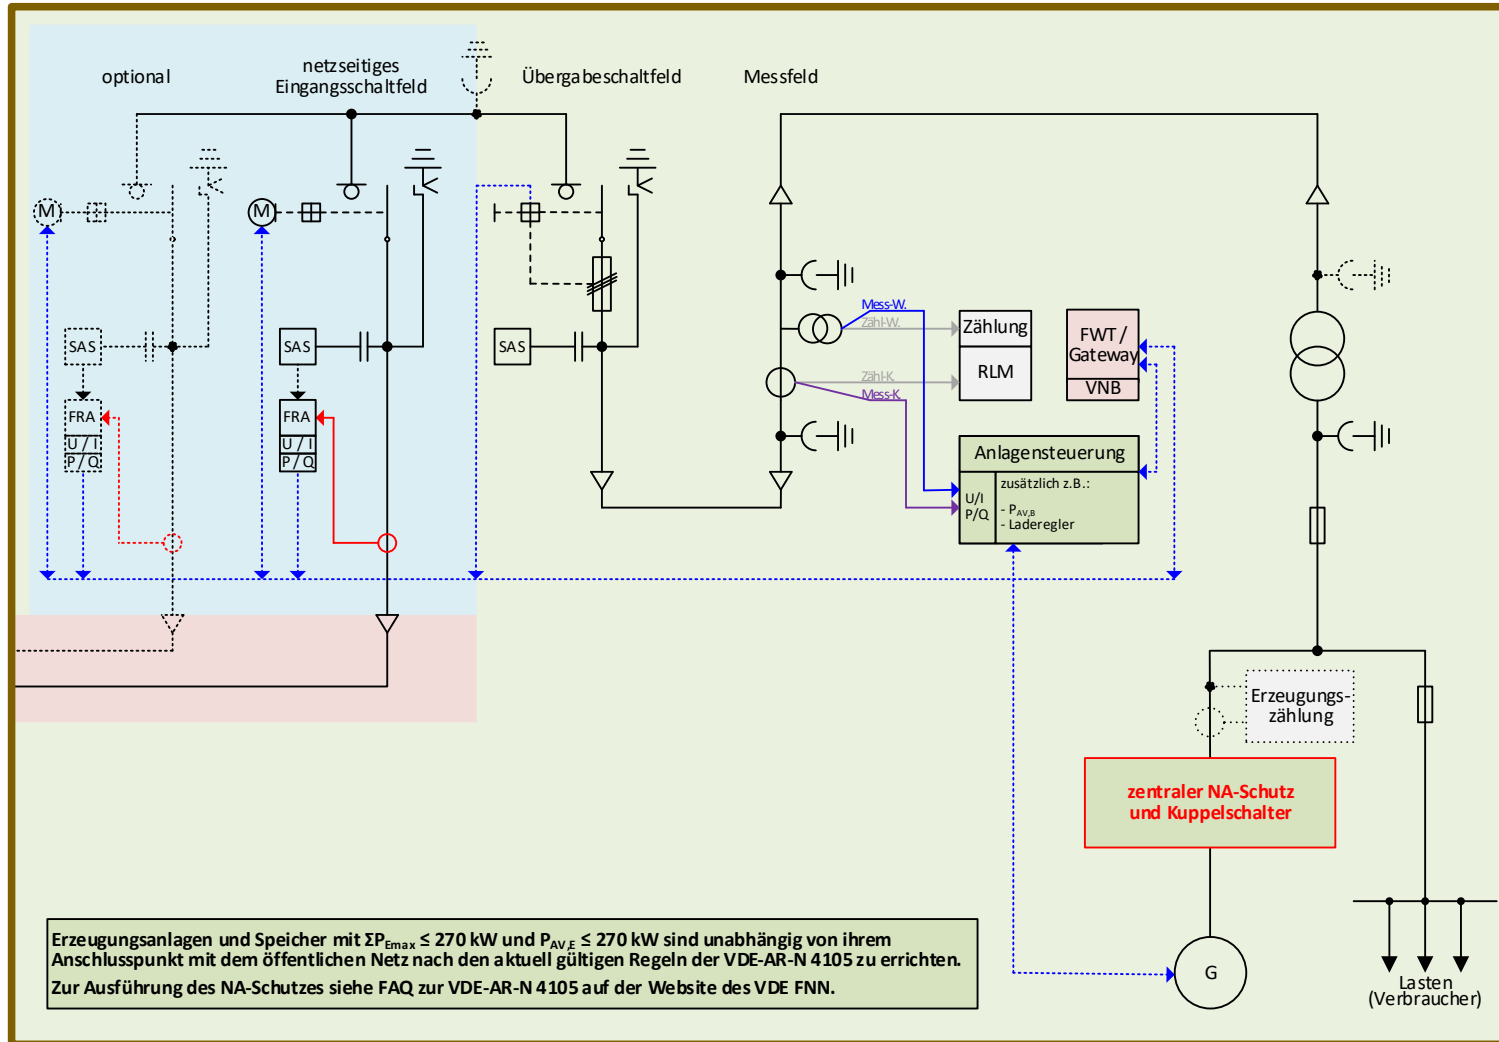 optional
netzseitiges
Eingangsschaltfeld
Übergabeschaltfeld
Messfeld
M
M
SAS
SAS
SAS
FRA
U / I
P / Q
FRA
U / I
P / Q
Mess-W.
Zähl-W.
Zähl-K.
Mess-K.
Zählung
RLM
FWT /
Gateway
VNB
Anlagensteuerung
U/I
P/Q
zusätzlich z.B.:
- PAV,B
- Laderegler
Erzeugungs-
zählung
zentraler NA-Schutz
und Kuppelschalter
G
Lasten
(Verbraucher)
Erzeugungsanlagen und Speicher mit ΣPEmax ≤ 270 kW und PAV,E ≤ 270 kW sind unabhängig von ihrem
Anschlusspunkt mit dem öffentlichen Netz nach den aktuell gültigen Regeln der VDE-AR-N 4105 zu errichten.
Zur Ausführung des NA-Schutzes siehe FAQ zur VDE-AR-N 4105 auf der Website des VDE FNN.